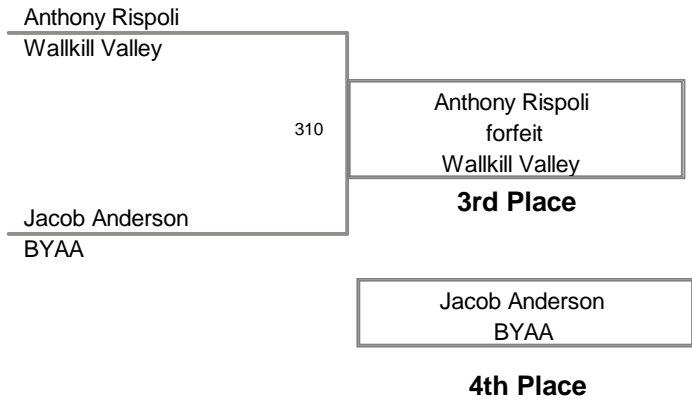 Anthony Rispoli
Wallkill Valley
310
Jacob Anderson
BYAA
Anthony Rispoli
forfeit
Wallkill Valley
3rd Place
Jacob Anderson
BYAA
4th Place